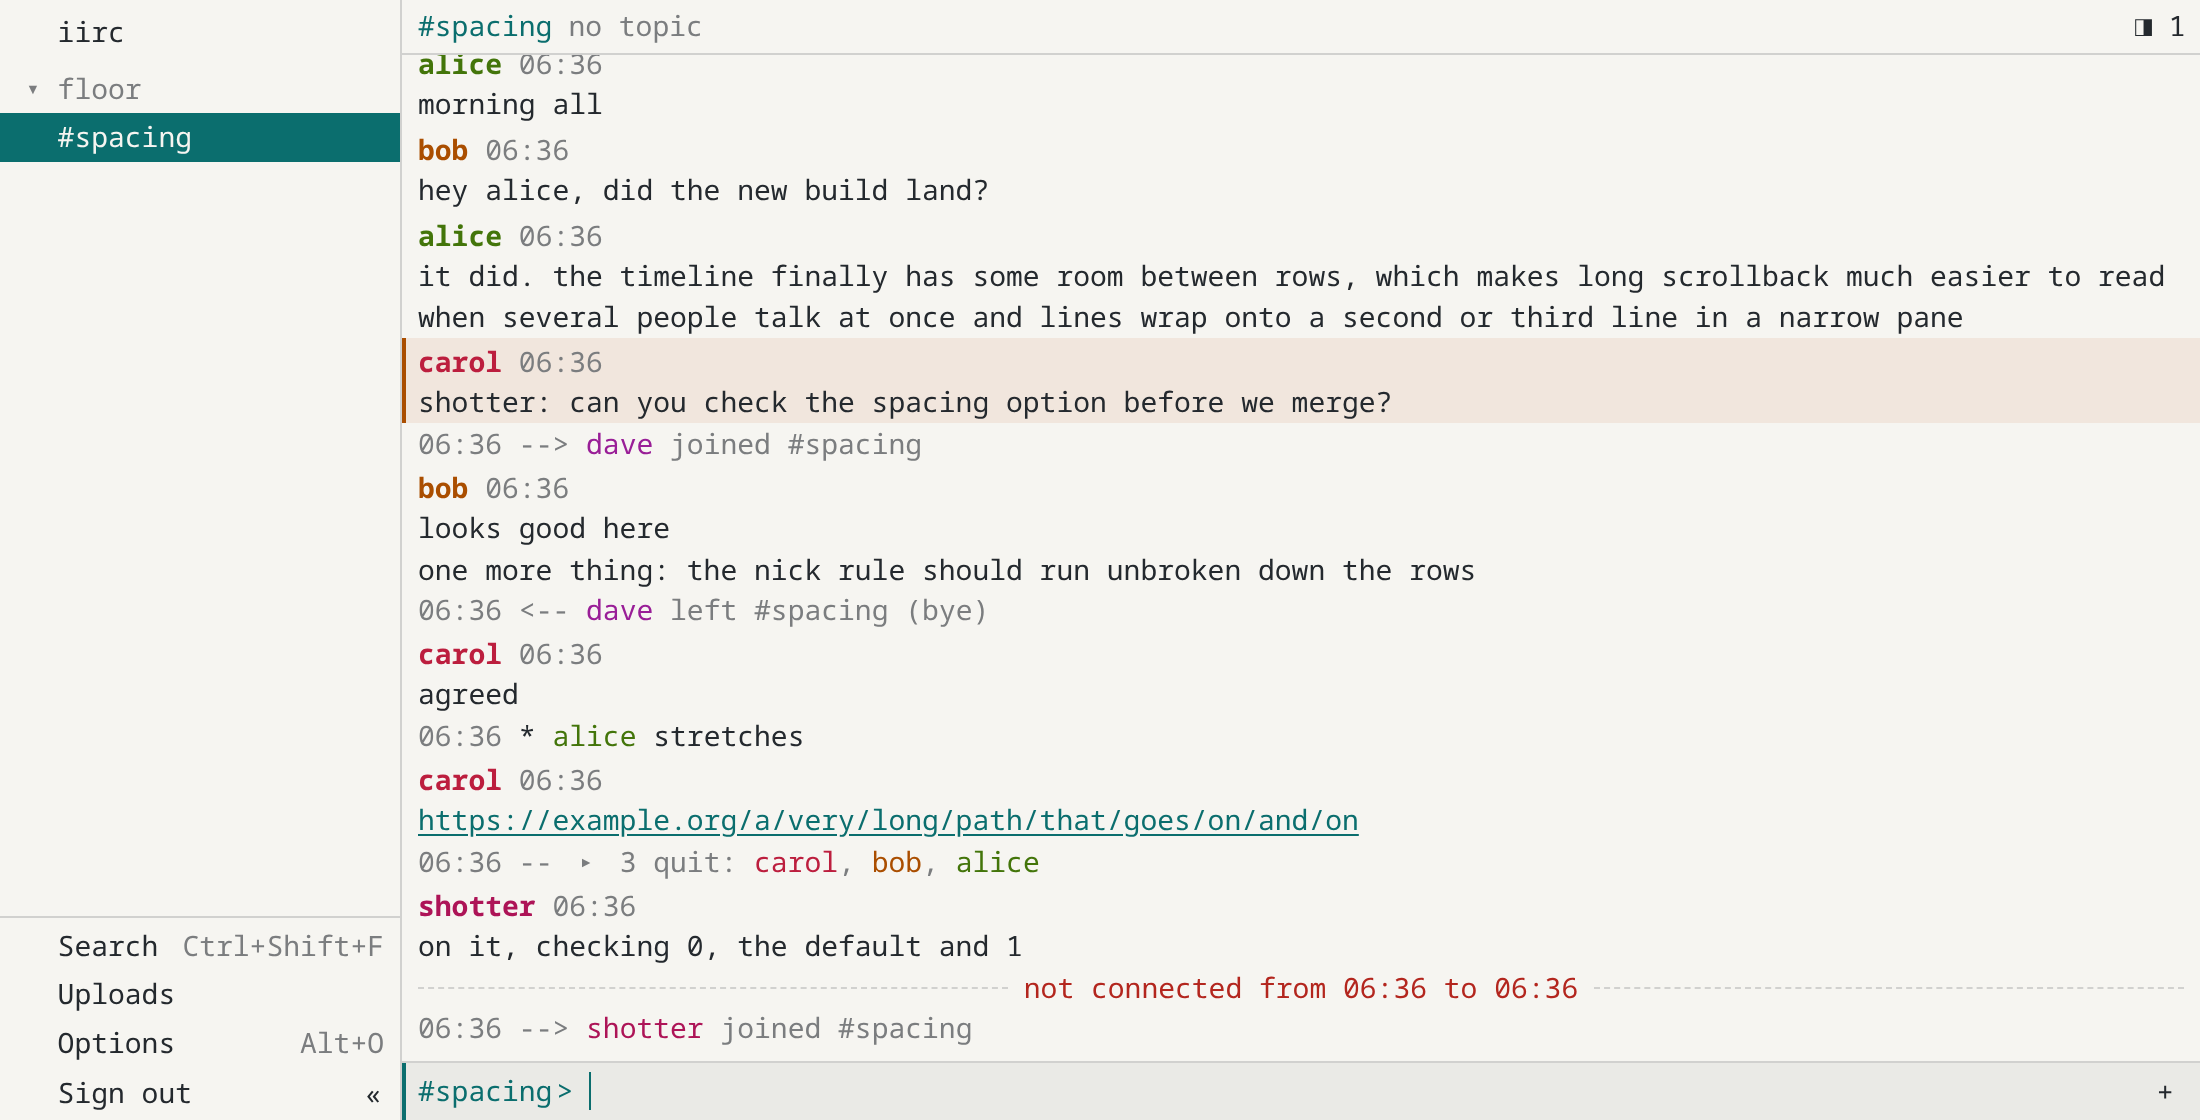 iirc
▾ floor
#spacing
Search Ctrl+Shift+F
Uploads
Options Alt+O
Sign out «
#spacing no topic ◨ 1
alice 06:36
morning all
bob 06:36
hey alice, did the new build land?
alice 06:36
it did. the timeline finally has some room between rows, which makes long scrollback much easier to read
when several people talk at once and lines wrap onto a second or third line in a narrow pane
carol 06:36
shotter: can you check the spacing option before we merge?
06:36 --> dave joined #spacing
bob 06:36
looks good here
one more thing: the nick rule should run unbroken down the rows
06:36 <-- dave left #spacing (bye)
carol 06:36
agreed
06:36 * alice stretches
carol 06:36
https://example.org/a/very/long/path/that/goes/on/and/on
06:36 -- ▸ 3 quit: carol, bob, alice
shotter 06:36
on it, checking 0, the default and 1
not connected from 06:36 to 06:36
06:36 --> shotter joined #spacing
#spacing> +